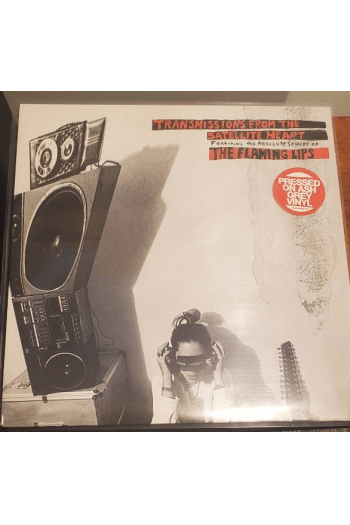 TRANSMISSIONS FROM THE
SATELLITE HEART
FEATURING THE ABSOLUTE SOUNDS OF
THE FLAMING LIPS
PRESSED
ON ASH
GREY
VINYL